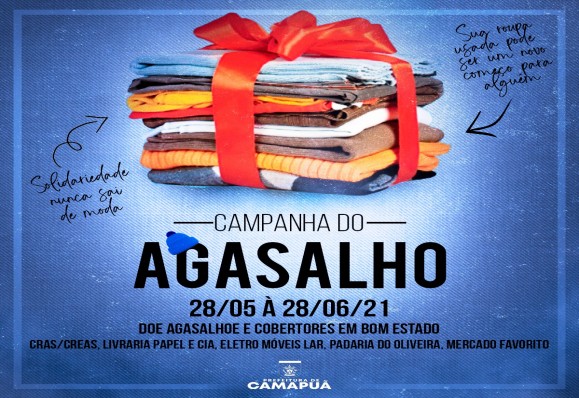 Sua roupa
usada pode
ser um novo
começo para
alguém
Solidariedade
nunca sai
de moda
CAMPANHA DO
AGASALHO
28/05 À 28/06/21
DOE AGASALHOE E COBERTORES EM BOM ESTADO
CRAS/CREAS, LIVRARIA PAPEL E CIA, ELETRO MÓVEIS LAR, PADARIA DO OLIVEIRA, MERCADO FAVORITO
PREFEITURA DE
CAMAPUÃ